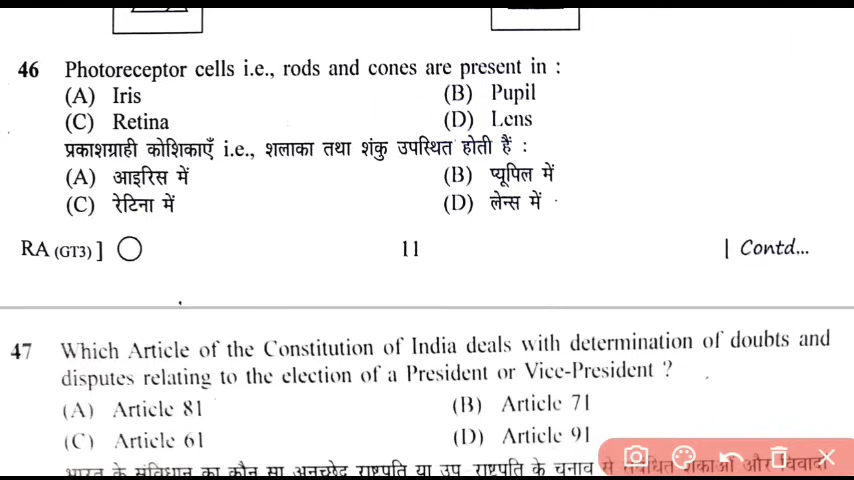 46 Photoreceptor cells i.e., rods and cones are present in :
(A) Iris (B) Pupil
(C) Retina (D) Lens
प्रकाशग्राही कोशिकाएँ i.e., शलाका तथा शंकु उपस्थित होती हैं :
(A) आइरिस में (B) प्यूपिल में
(C) रेटिना में (D) लेन्स में
RA (GT3) ] 11 | Contd...
47 Which Article of the Constitution of India deals with determination of doubts and
disputes relating to the election of a President or Vice-President ?
(A) Article 81 (B) Article 71
(C) Article 61 (D) Article 91
भारत के संविधान का कौन सा अनुच्छेद राष्ट्रपति या उप राष्ट्रपति के चुनाव से संबंधित शंकाओं और विवादों